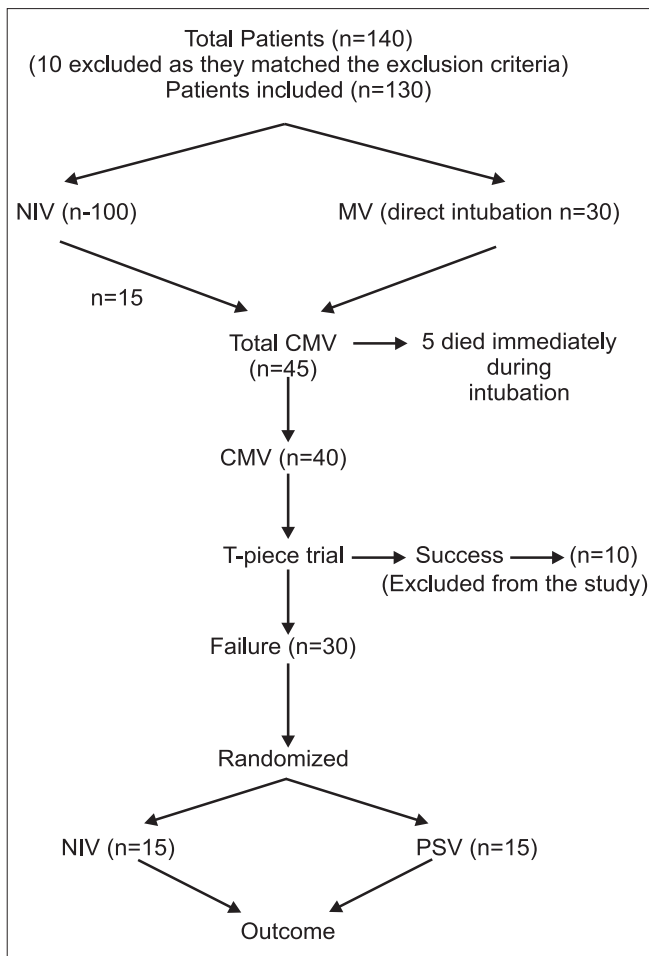 Total Patients (n=140)
(10 excluded as they matched the exclusion criteria)
Patients included (n=130)
NIV (n-100)
MV (direct intubation n=30)
n=15
Total CMV
(n=45)
5 died immediately
during
intubation
CMV (n=40)
T-piece trial
Success
(n=10)
(Excluded from the study)
Failure (n=30)
Randomized
NIV (n=15)
PSV (n=15)
Outcome